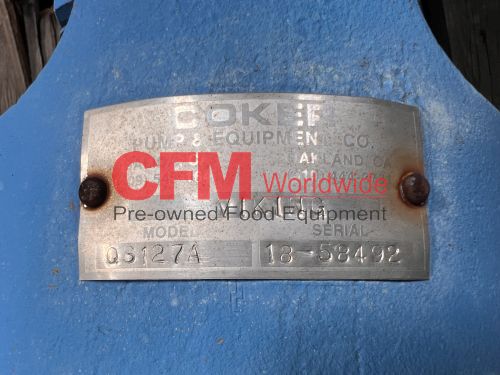 COKER
PUMP & EQUIPMENT CO.
OAKLAND, CA
CFM Worldwide
VIKING
Pre-owned Food Equipment
MODEL SERIAL
QS127A 18-58492